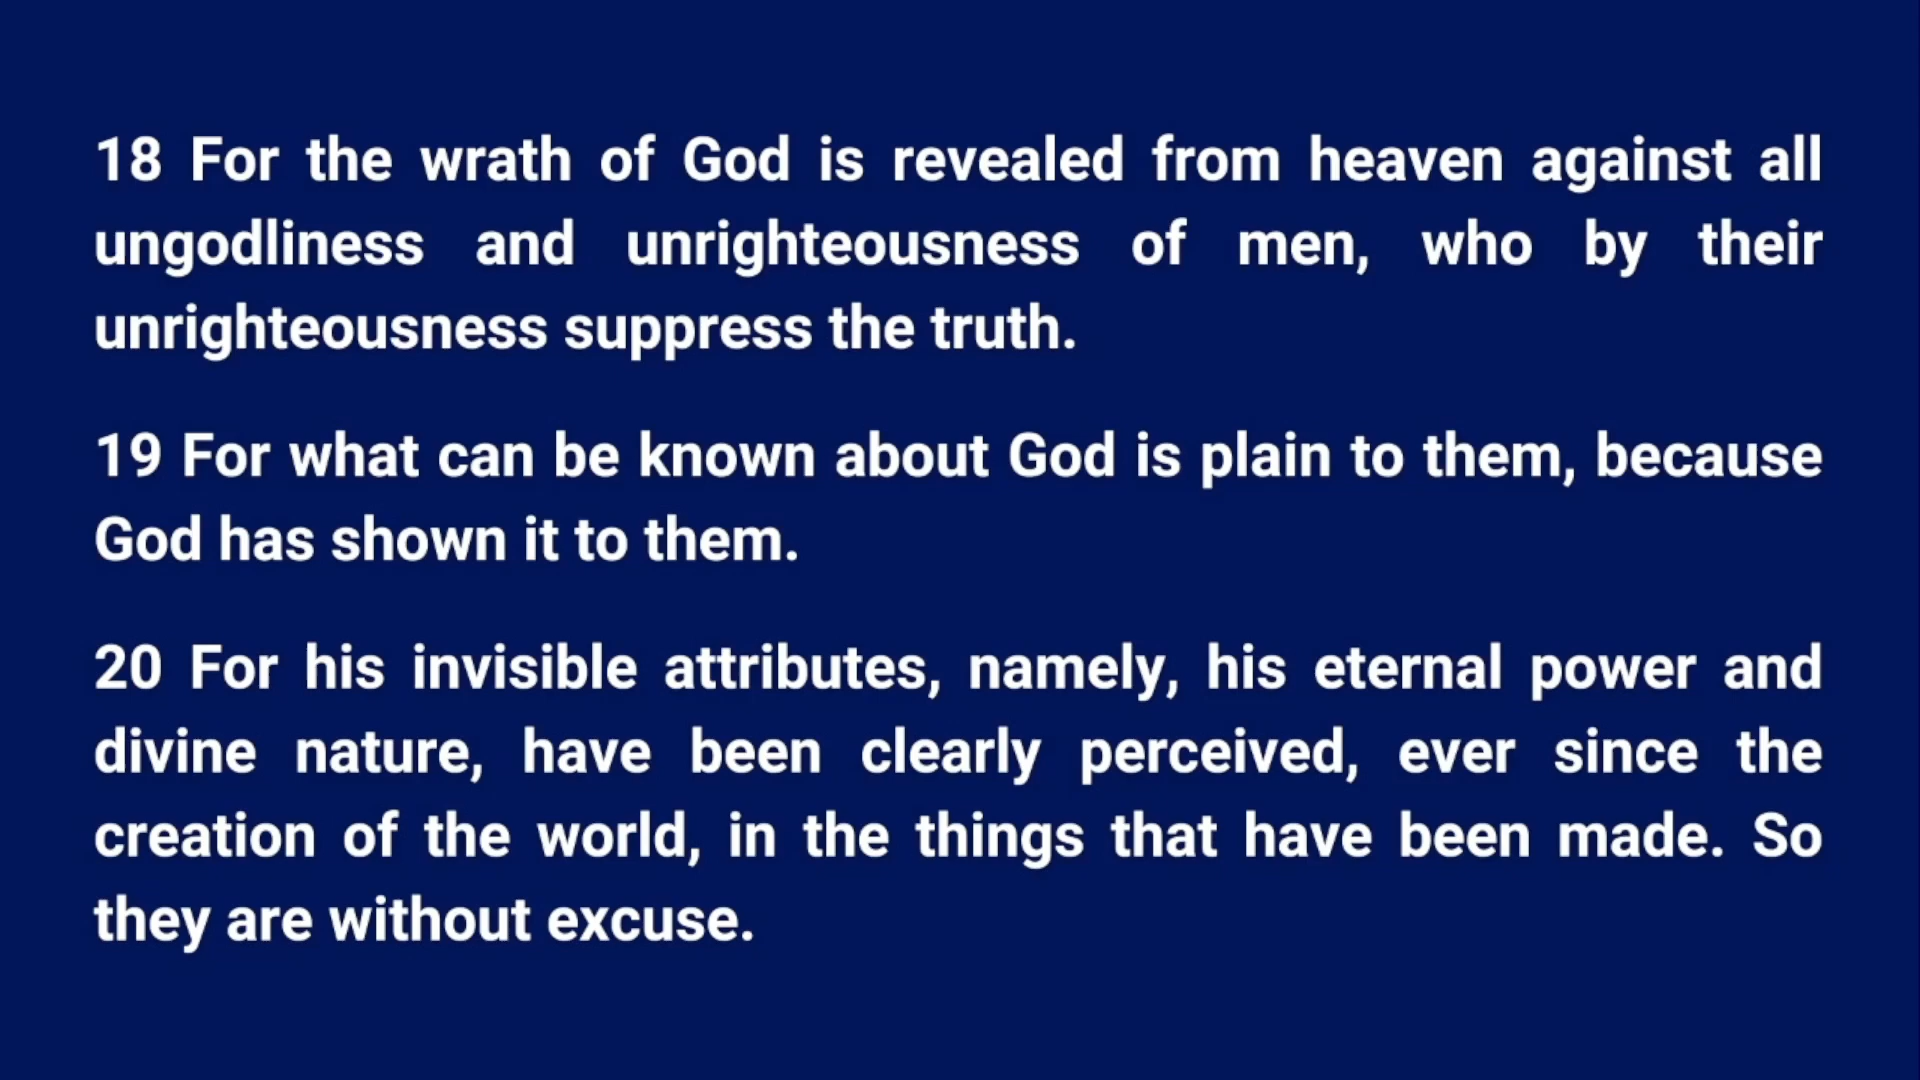 18 For the wrath of God is revealed from heaven against all
ungodliness and unrighteousness of men, who by their
unrighteousness suppress the truth.
19 For what can be known about God is plain to them, because
God has shown it to them.
20 For his invisible attributes, namely, his eternal power and
divine nature, have been clearly perceived, ever since the
creation of the world, in the things that have been made. So
they are without excuse.